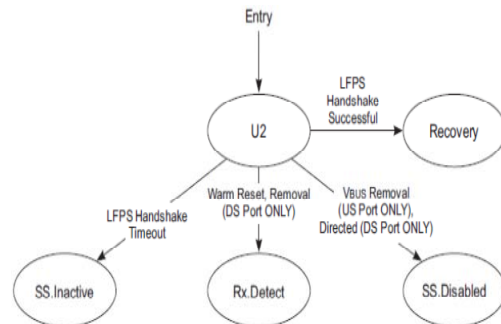 Entry
LFPS
Handshake
Successful
U2
Recovery
Warm Reset, Removal
(DS Port ONLY)
VBUS Removal
(US Port ONLY),
Directed (DS Port ONLY)
LFPS Handshake
Timeout
SS.Inactive
Rx.Detect
SS.Disabled